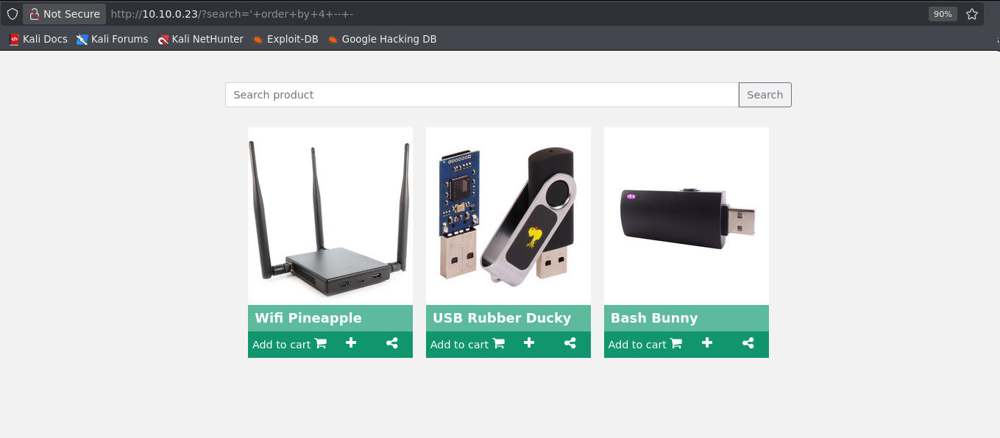 Not Secure http://10.10.0.23/?search='+order+by+4+--+- 90%
Kali Docs Kali Forums Kali NetHunter Exploit-DB Google Hacking DB
Search product Search
Wifi Pineapple USB Rubber Ducky Bash Bunny
Add to cart Add to cart Add to cart